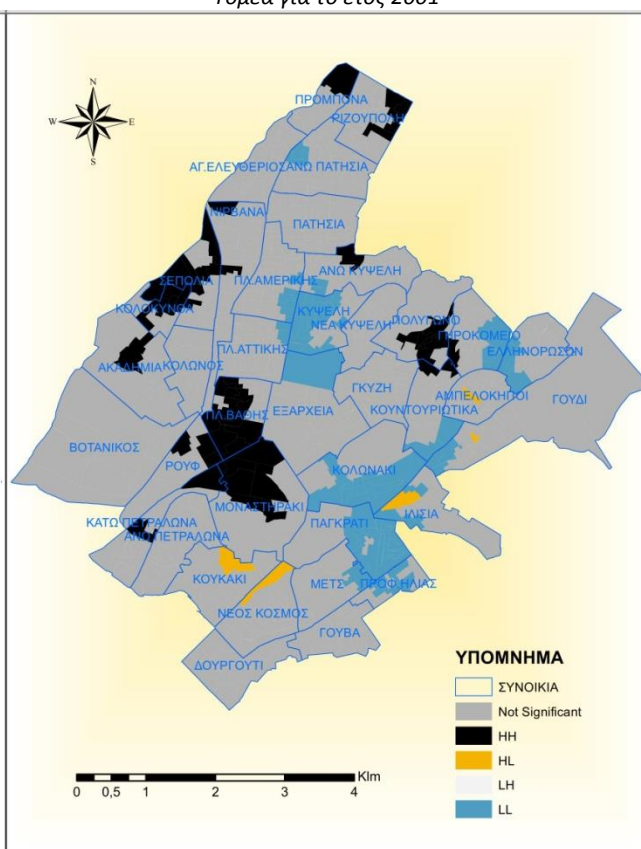 Τομέα για το έτος 2001
N
W E
S
ΠΡΟΜΠΟΝΑ
ΡΙΖΟΥΠΟΛΗ
ΑΓ.ΕΛΕΥΘΕΡΙΟΣ
ΑΝΩ ΠΑΤΗΣΙΑ
ΝΙΡΒΑΝΑ
ΠΑΤΗΣΙΑ
ΣΕΠΟΛΙΑ
ΠΛ.ΑΜΕΡΙΚΗΣ
ΑΝΩ ΚΥΨΕΛΗ
ΚΟΛΟΚΥΝΘΑ
ΚΥΨΕΛΗ
ΝΕΑ ΚΥΨΕΛΗ
ΠΟΛΥΓΩΝΟ
ΓΗΡΟΚΟΜΕΙΟ
ΕΛΛΗΝΟΡΩΣΩΝ
ΑΚΑΔΗΜΙΑ
ΚΟΛΩΝΟΣ
ΠΛ.ΑΤΤΙΚΗΣ
ΓΚΥΖΗ
ΑΜΠΕΛΟΚΗΠΟΙ
ΓΟΥΔΙ
ΠΛ.ΒΑΘΗΣ
ΕΞΑΡΧΕΙΑ
ΚΟΥΝΤΟΥΡΙΩΤΙΚΑ
ΒΟΤΑΝΙΚΟΣ
ΡΟΥΦ
ΚΟΛΩΝΑΚΙ
ΜΟΝΑΣΤΗΡΑΚΙ
ΠΑΓΚΡΑΤΙ
ΙΛΙΣΙΑ
ΚΑΤΩ ΠΕΤΡΑΛΩΝΑ
ΑΝΩ ΠΕΤΡΑΛΩΝΑ
ΚΟΥΚΑΚΙ
ΜΕΤΣ
ΠΡΟΦ.ΗΛΙΑΣ
ΝΕΟΣ ΚΟΣΜΟΣ
ΓΟΥΒΑ
ΔΟΥΡΓΟΥΤΙ
ΥΠΟΜΝΗΜΑ
ΣΥΝΟΙΚΙΑ
Not Significant
HH
HL
LH
LL
Klm
0 0,5 1 2 3 4